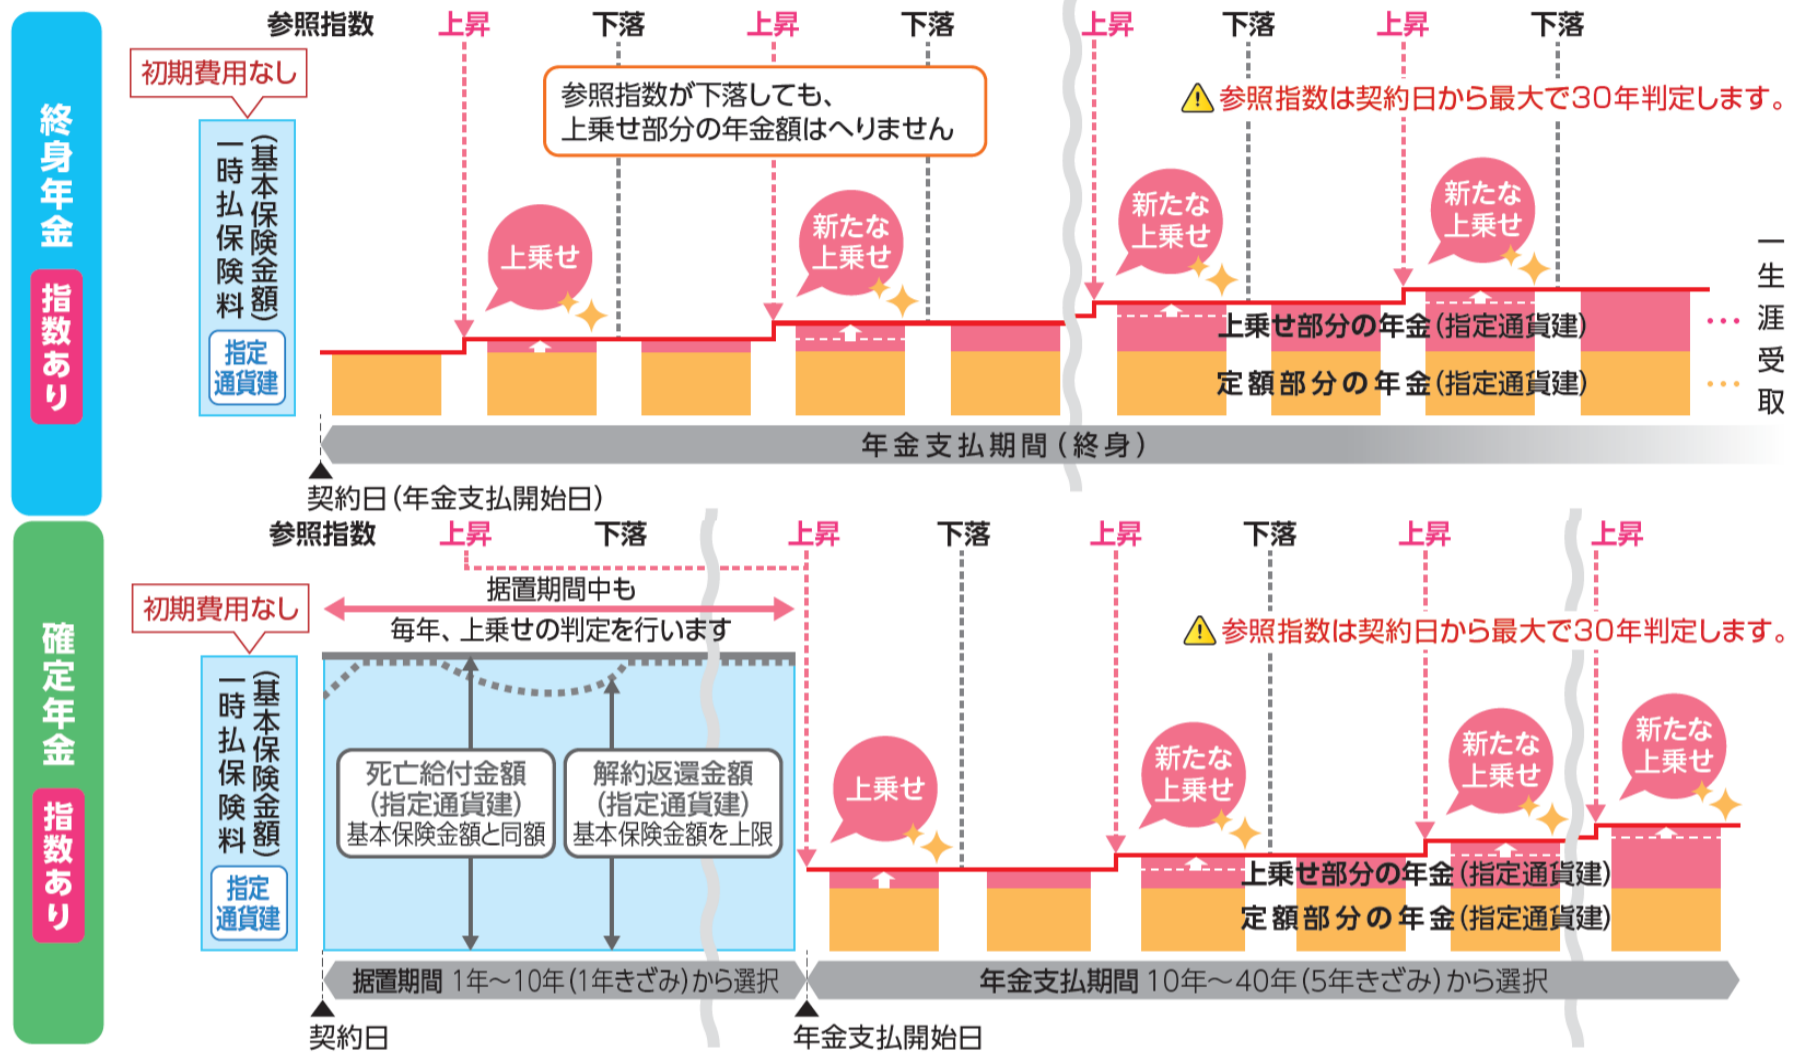 終身年金
指数あり
参照指数
上昇
下落
上昇
下落
上昇
下落
上昇
下落
初期費用なし
一時払保険料
(基本保険金額)
指定
通貨建
参照指数が下落しても、
上乗せ部分の年金額はへりません
参照指数は契約日から最大で30年判定します。
上乗せ
新たな
上乗せ
新たな
上乗せ
新たな
上乗せ
上乗せ部分の年金(指定通貨建)
定額部分の年金(指定通貨建)
…
…
一生涯受取
年金支払期間(終身)
契約日(年金支払開始日)
確定年金
指数あり
参照指数
上昇
下落
上昇
下落
上昇
下落
上昇
上昇
初期費用なし
一時払保険料
(基本保険金額)
指定
通貨建
据置期間中も
毎年、上乗せの判定を行います
参照指数は契約日から最大で30年判定します。
死亡給付金額
(指定通貨建)
基本保険金額と同額
解約返還金額
(指定通貨建)
基本保険金額を上限
上乗せ
新たな
上乗せ
新たな
上乗せ
新たな
上乗せ
上乗せ部分の年金(指定通貨建)
定額部分の年金(指定通貨建)
据置期間 1年~10年(1年きざみ)から選択
年金支払期間 10年~40年(5年きざみ)から選択
契約日
年金支払開始日